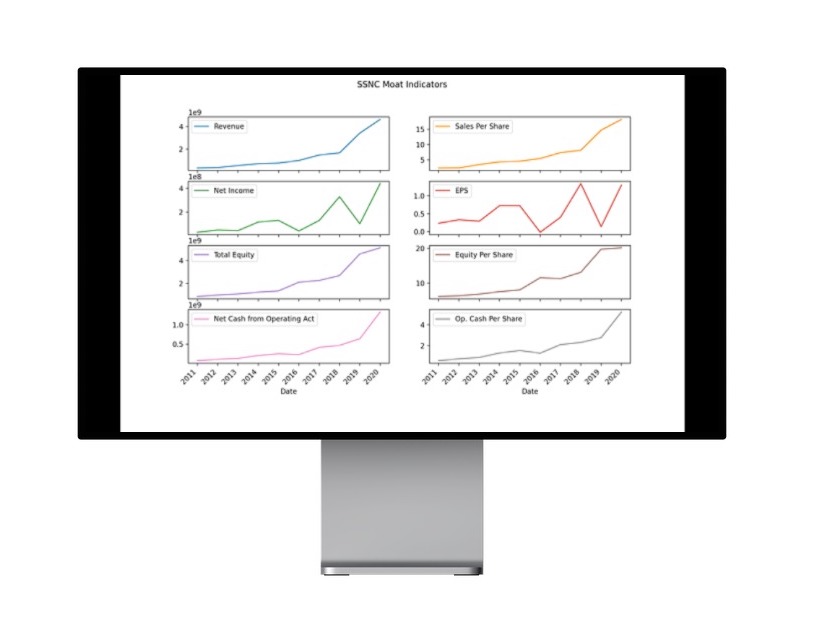 SSNC Moat Indicators
1e9
Revenue
4
2
Sales Per Share
15
10
5
1e8
Net Income
4
2
EPS
1.0
0.5
0.0
1e9
Total Equity
4
2
Equity Per Share
20
10
1e9
Net Cash from Operating Act
1.0
0.5
2011 2012 2013 2014 2015 2016 2017 2018 2019 2020
Date
Op. Cash Per Share
4
2
2011 2012 2013 2014 2015 2016 2017 2018 2019 2020
Date